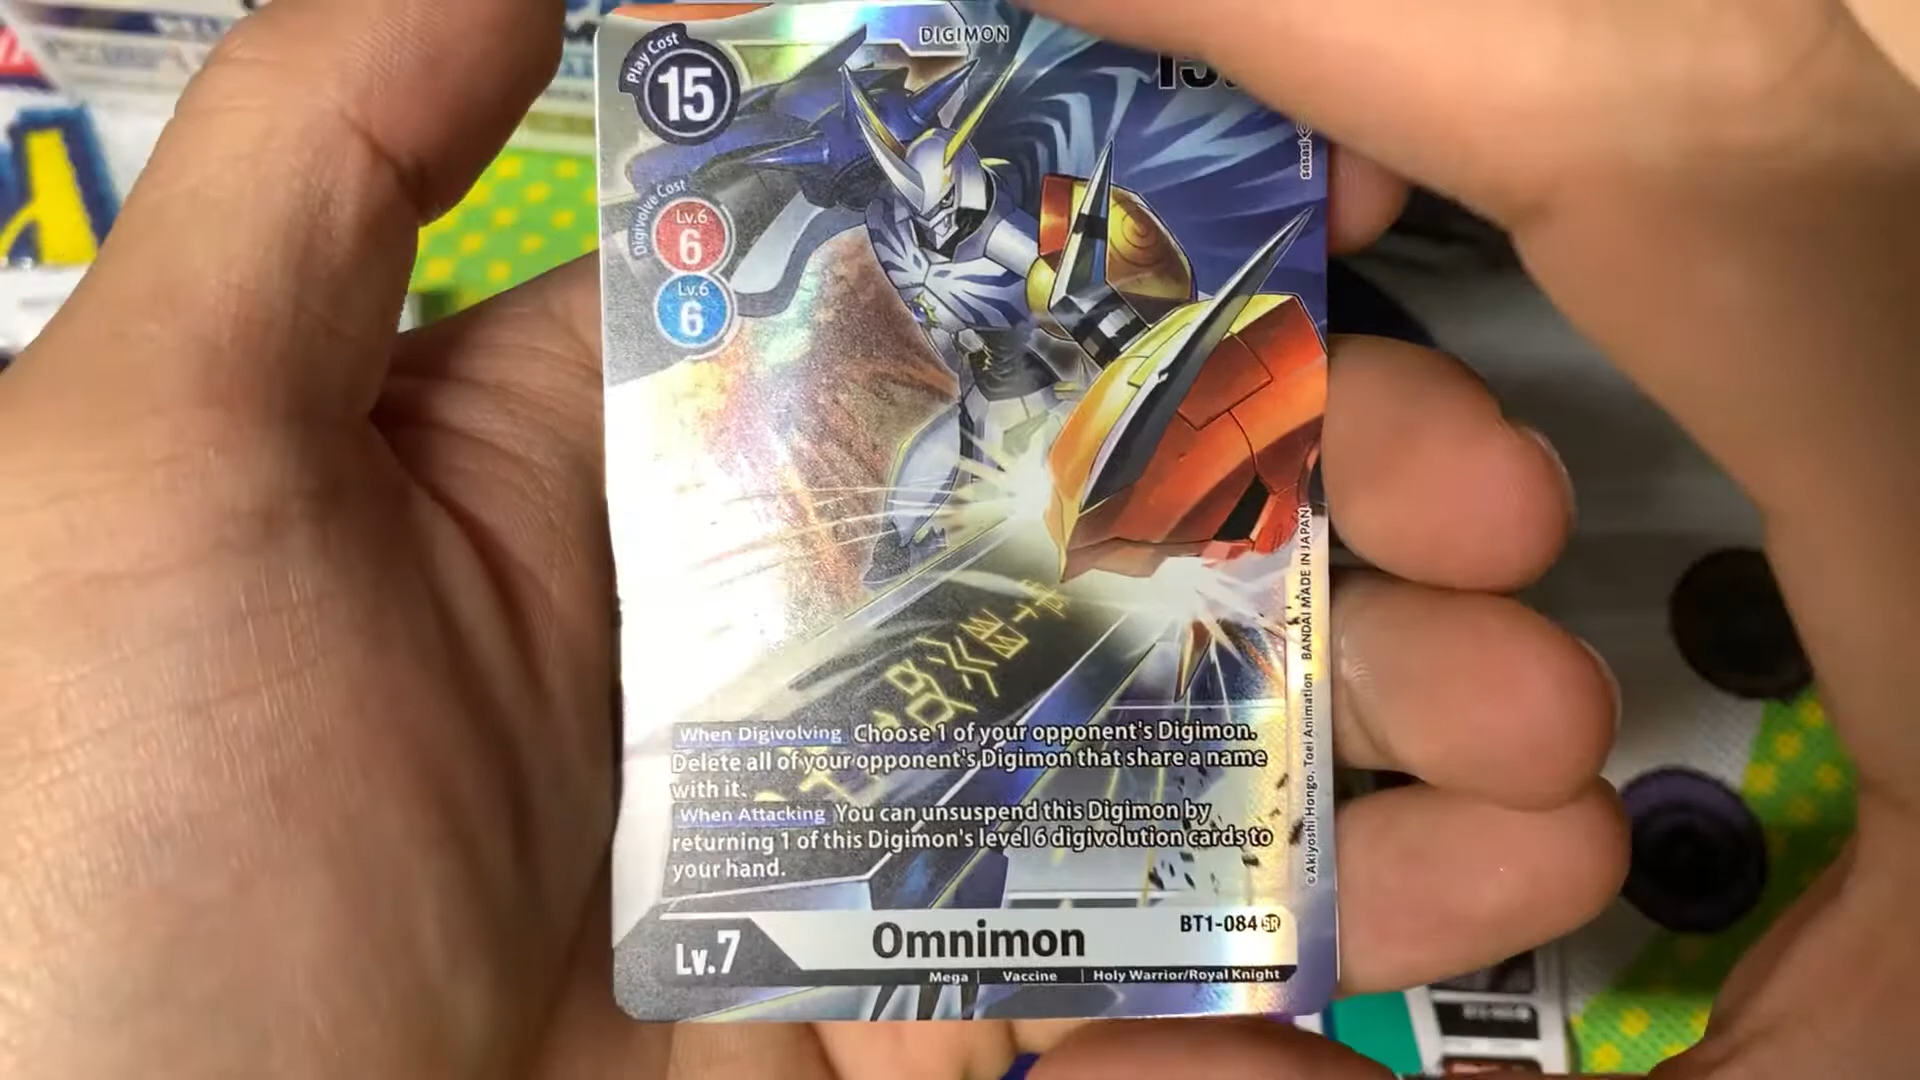 DIGIMON
Play Cost
15
Digivolve Cost
Lv.6
6
Lv.6
6
sasasi
BANDAI MADE IN JAPAN
©Akiyoshi Hongo, Toei Animation
When Digivolving Choose 1 of your opponent's Digimon.
Delete all of your opponent's Digimon that share a name
with it.
When Attacking You can unsuspend this Digimon by
returning 1 of this Digimon's level 6 digivolution cards to
your hand.
BT1-084 SR
Lv.7
Omnimon
Mega | Vaccine | Holy Warrior/Royal Knight